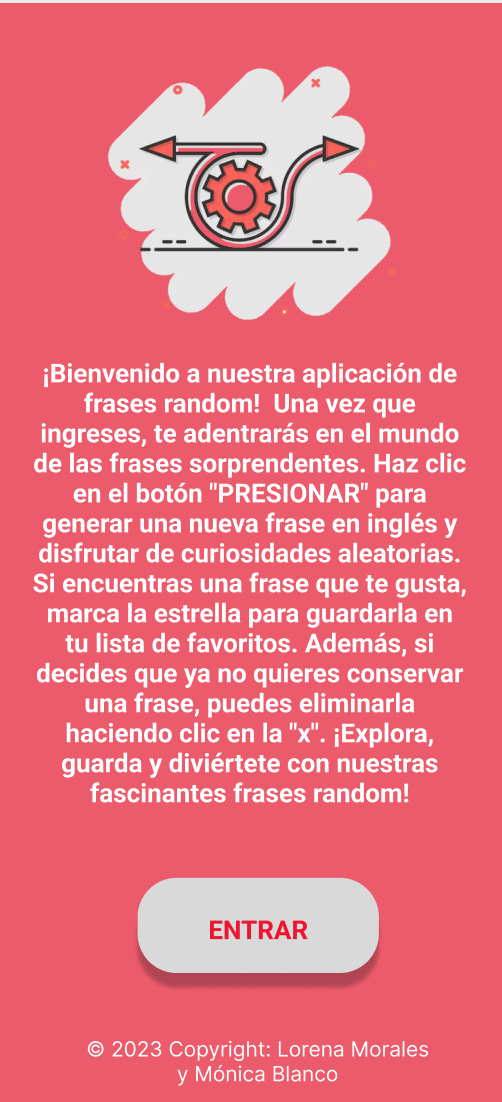 ¡Bienvenido a nuestra aplicación de
frases random!  Una vez que
ingreses, te adentrarás en el mundo
de las frases sorprendentes. Haz clic
en el botón "PRESIONAR" para
generar una nueva frase en inglés y
disfrutar de curiosidades aleatorias.
Si encuentras una frase que te gusta,
marca la estrella para guardarla en
tu lista de favoritos. Además, si
decides que ya no quieres conservar
una frase, puedes eliminarla
haciendo clic en la "x". ¡Explora,
guarda y diviértete con nuestras
fascinantes frases random!
ENTRAR
© 2023 Copyright: Lorena Morales
y Mónica Blanco